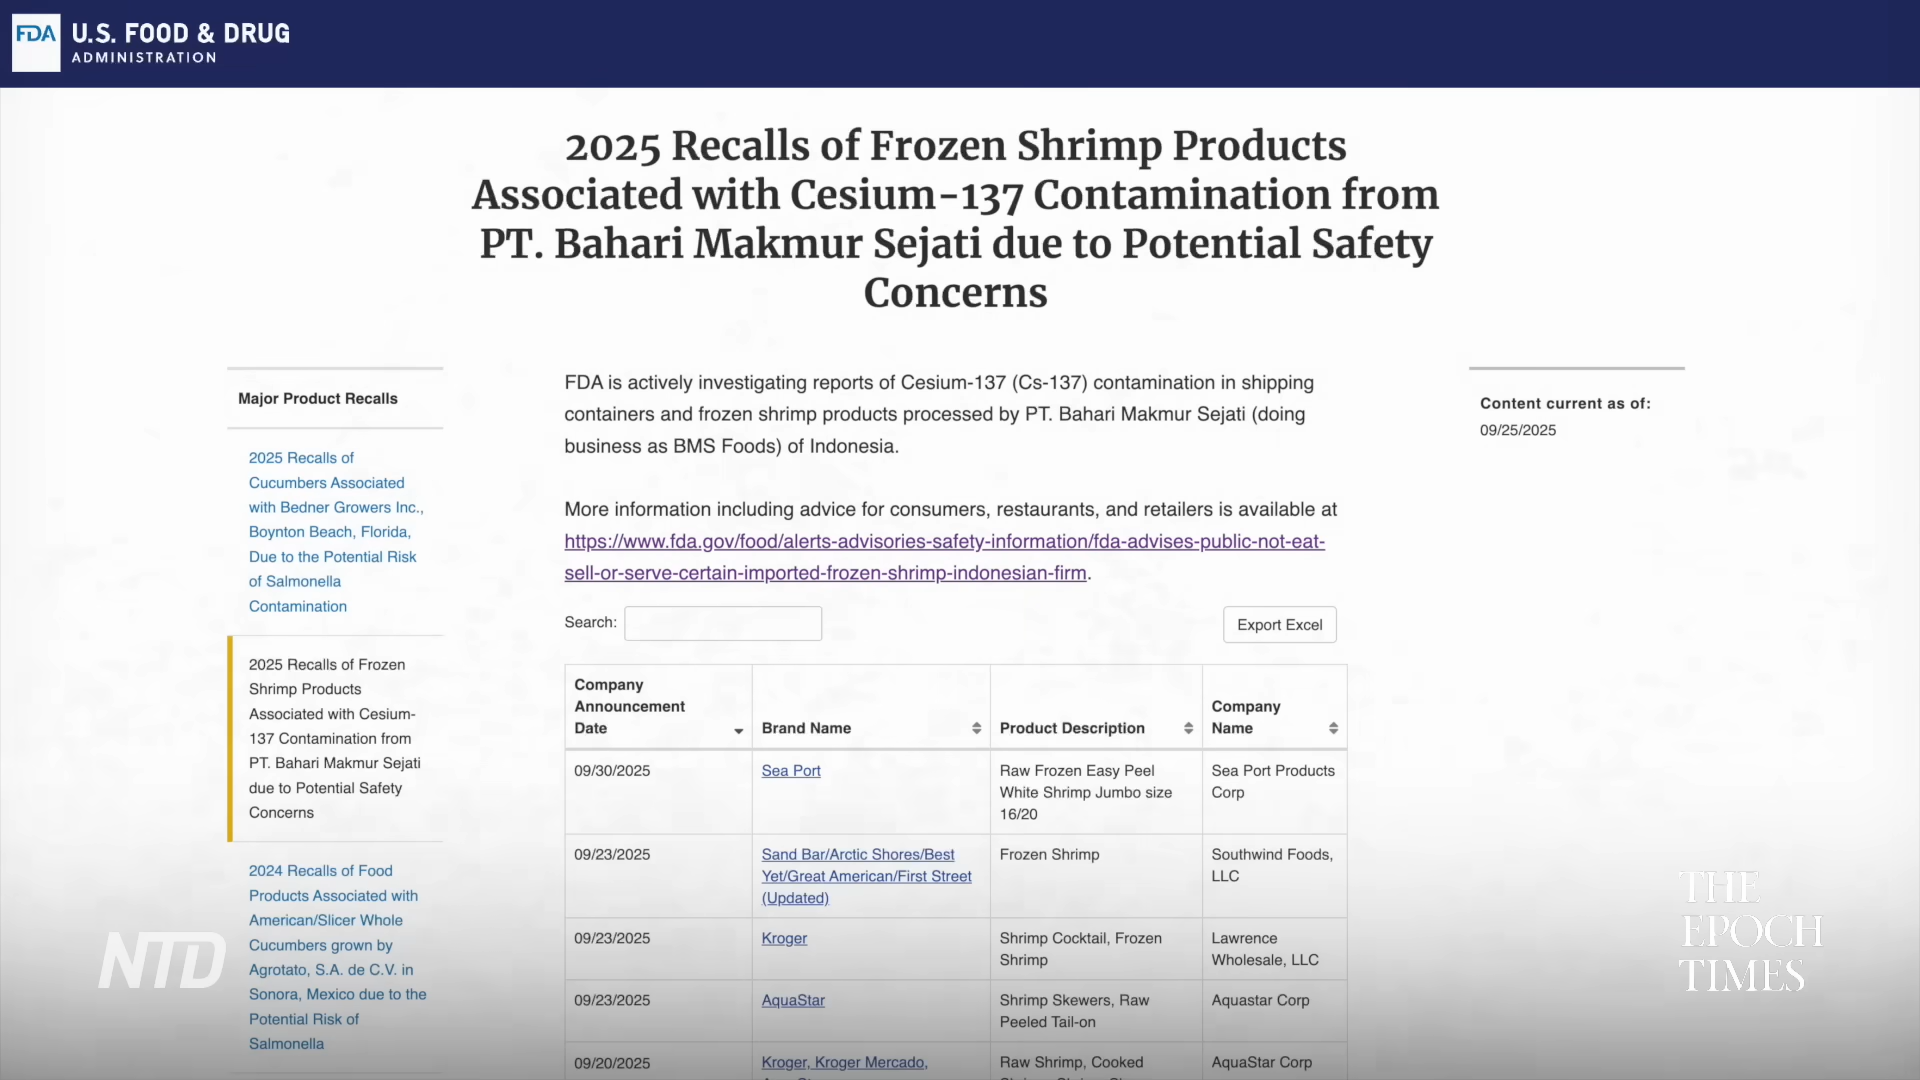 FDA U.S. FOOD & DRUG
ADMINISTRATION
2025 Recalls of Frozen Shrimp Products
Associated with Cesium-137 Contamination from
PT. Bahari Makmur Sejati due to Potential Safety
Concerns
Major Product Recalls
2025 Recalls of
Cucumbers Associated
with Bedner Growers Inc.,
Boynton Beach, Florida,
Due to the Potential Risk
of Salmonella
Contamination
2025 Recalls of Frozen
Shrimp Products
Associated with Cesium-
137 Contamination from
PT. Bahari Makmur Sejati
due to Potential Safety
Concerns
2024 Recalls of Food
Products Associated with
American/Slicer Whole
Cucumbers grown by
Agrotato, S.A. de C.V. in
Sonora, Mexico due to the
Potential Risk of
Salmonella
FDA is actively investigating reports of Cesium-137 (Cs-137) contamination in shipping
containers and frozen shrimp products processed by PT. Bahari Makmur Sejati (doing
business as BMS Foods) of Indonesia.
More information including advice for consumers, restaurants, and retailers is available at
https://www.fda.gov/food/alerts-advisories-safety-information/fda-advises-public-not-eat-
sell-or-serve-certain-imported-frozen-shrimp-indonesian-firm.
Search:
Export Excel
Company
Announcement
Date
Brand Name
Product Description
Company
Name
09/30/2025
Sea Port
Raw Frozen Easy Peel
White Shrimp Jumbo size
16/20
Sea Port Products
Corp
09/23/2025
Sand Bar/Arctic Shores/Best
Yet/Great American/First Street
(Updated)
Frozen Shrimp
Southwind Foods,
LLC
09/23/2025
Kroger
Shrimp Cocktail, Frozen
Shrimp
Lawrence
Wholesale, LLC
09/23/2025
AquaStar
Shrimp Skewers, Raw
Peeled Tail-on
Aquastar Corp
09/20/2025
Kroger, Kroger Mercado,
Raw Shrimp, Cooked
AquaStar Corp
Content current as of:
09/25/2025
NTD
THE
EPOCH
TIMES